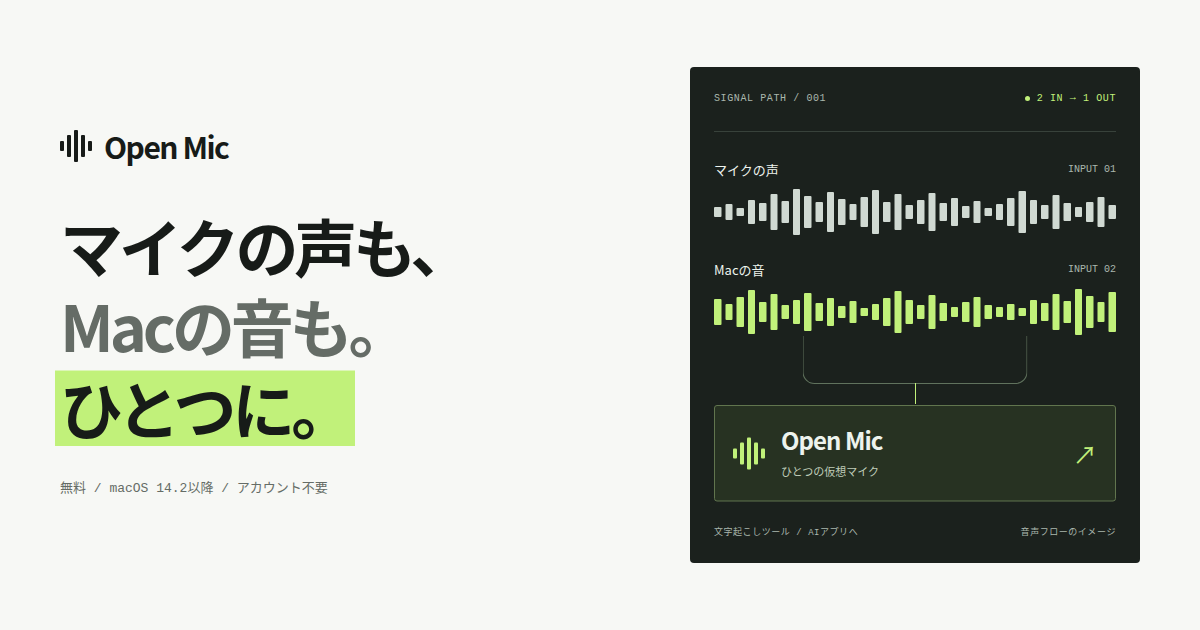 Open Mic
マイクの声も、
Macの音も。
ひとつに。
無料 / macOS 14.2以降 / アカウント不要
SIGNAL PATH / 001
● 2 IN → 1 OUT
マイクの声
INPUT 01
Macの音
INPUT 02
Open Mic
ひとつの仮想マイク
↗
文字起こしツール / AIアプリへ
音声フローのイメージ